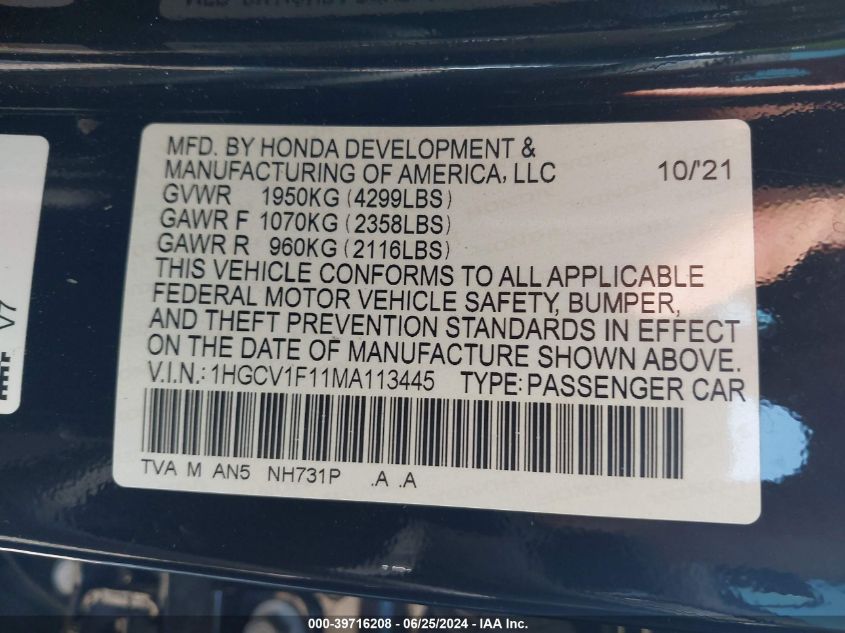 MFD. BY HONDA DEVELOPMENT &
MANUFACTURING OF AMERICA, LLC 10/'21
GVWR 1950KG (4299LBS)
GAWR F 1070KG (2358LBS)
GAWR R 960KG (2116LBS)
THIS VEHICLE CONFORMS TO ALL APPLICABLE
FEDERAL MOTOR VEHICLE SAFETY, BUMPER,
AND THEFT PREVENTION STANDARDS IN EFFECT
ON THE DATE OF MANUFACTURE SHOWN ABOVE.
V.I.N.: 1HGCV1F11MA113445 TYPE: PASSENGER CAR
TVA M AN5 NH731P .A .A
V7
000-39716208 - 06/25/2024 - IAA Inc.